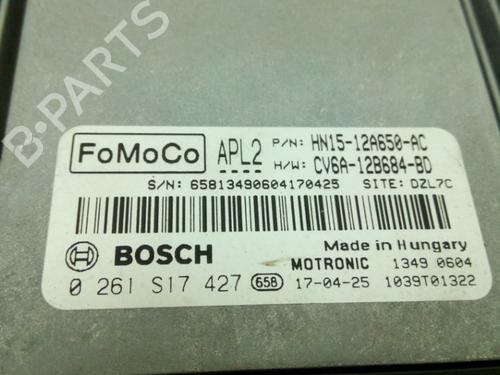 FoMoCo APL2 P/N: HN15-12A650-AC
H/W: CV6A-12B684-BD
S/N: 65813490604170425 SITE: DZL7C
BOSCH Made in Hungary
MOTRONIC 1349 0604
0 261 S17 427 658 17-04-25 1039T01322
B-PARTS